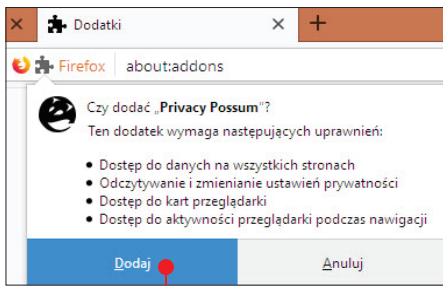 Dodatki
Firefox about:addons
Czy dodać „Privacy Possum”?
Ten dodatek wymaga następujących uprawnień:
• Dostęp do danych na wszystkich stronach
• Odczytywanie i zmienianie ustawień prywatności
• Dostęp do kart przeglądarki
• Dostęp do aktywności przeglądarki podczas nawigacji
Dodaj Anuluj